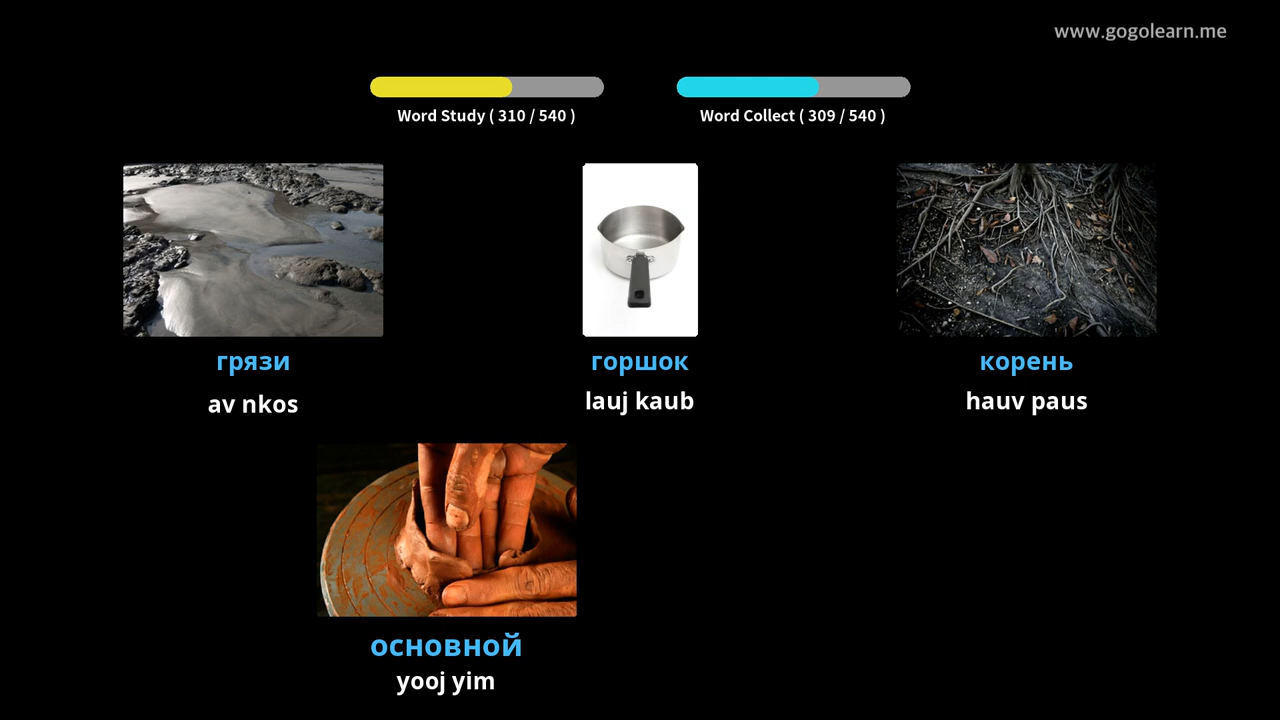 www.gogolearn.me
Word Study ( 310 / 540 )
Word Collect ( 309 / 540 )
грязи
горшок
корень
av nkos
lauj kaub
hauv paus
основной
yooj yim